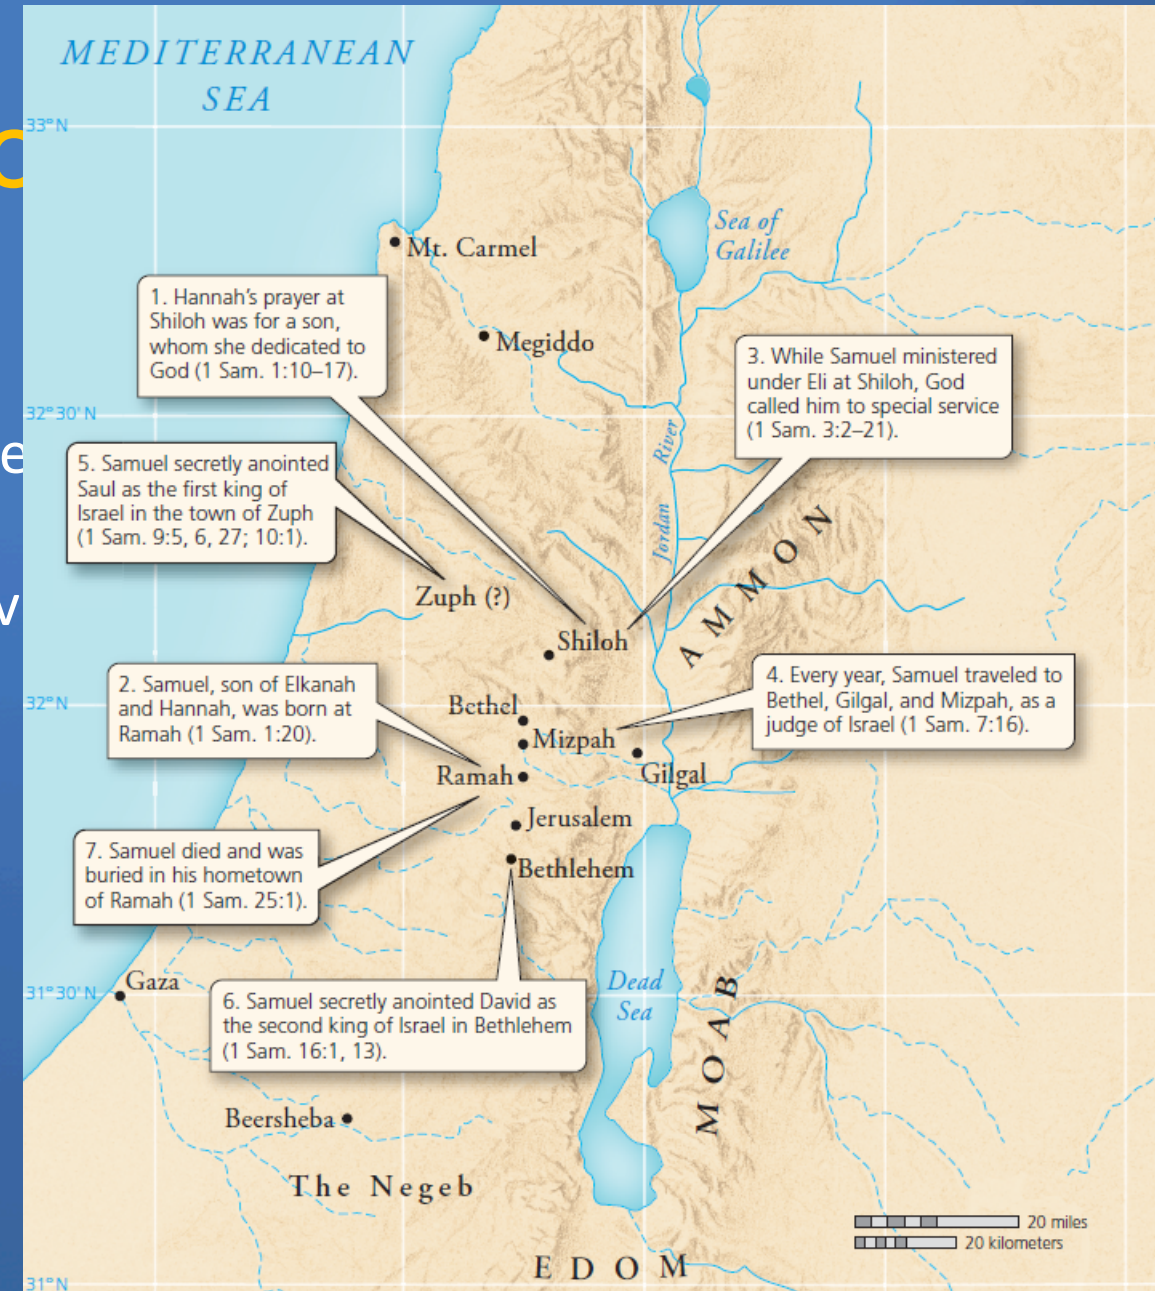 MEDITERRANEAN
SEA
33°N
Mt. Carmel
Sea of
Galilee
1. Hannah's prayer at
Shiloh was for a son,
whom she dedicated to
God (1 Sam. 1:10–17).
Megiddo
3. While Samuel ministered
under Eli at Shiloh, God
called him to special service
(1 Sam. 3:2–21).
32°30' N
5. Samuel secretly anointed
Saul as the first king of
Israel in the town of Zuph
(1 Sam. 9:5, 6, 27; 10:1).
Jordan River
AMMON
Zuph (?)
Shiloh
2. Samuel, son of Elkanah
and Hannah, was born at
Ramah (1 Sam. 1:20).
4. Every year, Samuel traveled to
Bethel, Gilgal, and Mizpah, as a
judge of Israel (1 Sam. 7:16).
32°N
Bethel
Mizpah
Ramah
Gilgal
Jerusalem
7. Samuel died and was
buried in his hometown
of Ramah (1 Sam. 25:1).
Bethlehem
Gaza
31°30' N
Dead
Sea
6. Samuel secretly anointed David as
the second king of Israel in Bethlehem
(1 Sam. 16:1, 13).
MOAB
Beersheba
The Negeb
20 miles
20 kilometers
EDOM
31°N